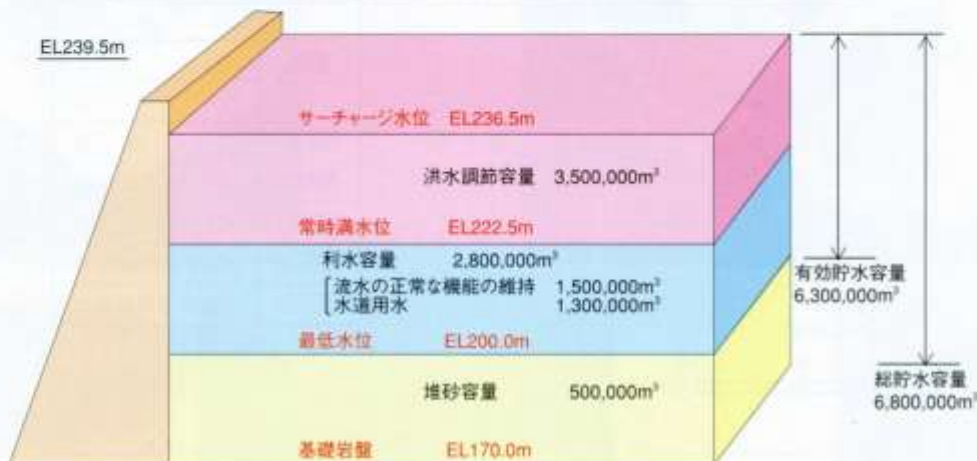 EL239.5m
サーチャージ水位 EL236.5m
洪水調節容量 3,500,000m³
常時満水位 EL222.5m
利水容量 2,800,000m³
流水の正常な機能の維持 1,500,000m³
水道用水 1,300,000m³
最低水位 EL200.0m
堆砂容量 500,000m³
基礎岩盤 EL170.0m
有効貯水容量
6,300,000m³
総貯水容量
6,800,000m³